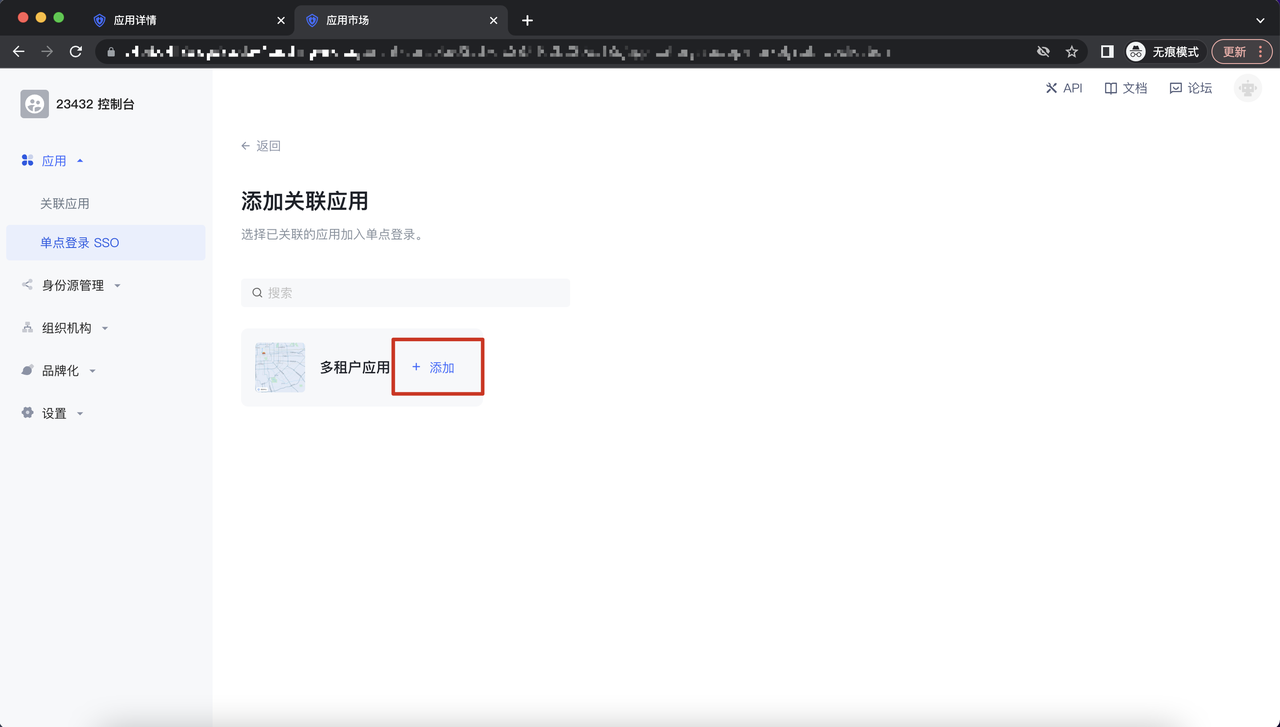 应用详情
应用市场
无痕模式
更新
23432 控制台
API
文档
论坛
应用
关联应用
单点登录 SSO
身份源管理
组织机构
品牌化
设置
返回
添加关联应用
选择已关联的应用加入单点登录。
搜索
多租户应用
+ 添加